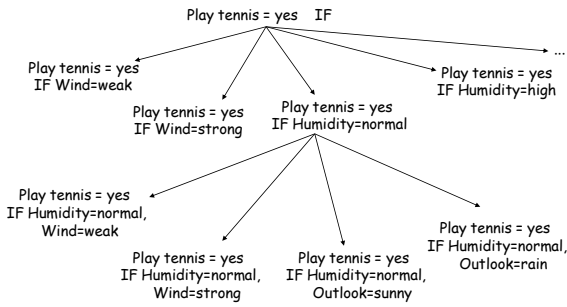 Play tennis = yes IF
...
Play tennis = yes
IF Wind=weak
Play tennis = yes
IF Wind=strong
Play tennis = yes
IF Humidity=normal
Play tennis = yes
IF Humidity=high
Play tennis = yes
IF Humidity=normal,
Wind=weak
Play tennis = yes
IF Humidity=normal,
Wind=strong
Play tennis = yes
IF Humidity=normal,
Outlook=sunny
Play tennis = yes
IF Humidity=normal,
Outlook=rain